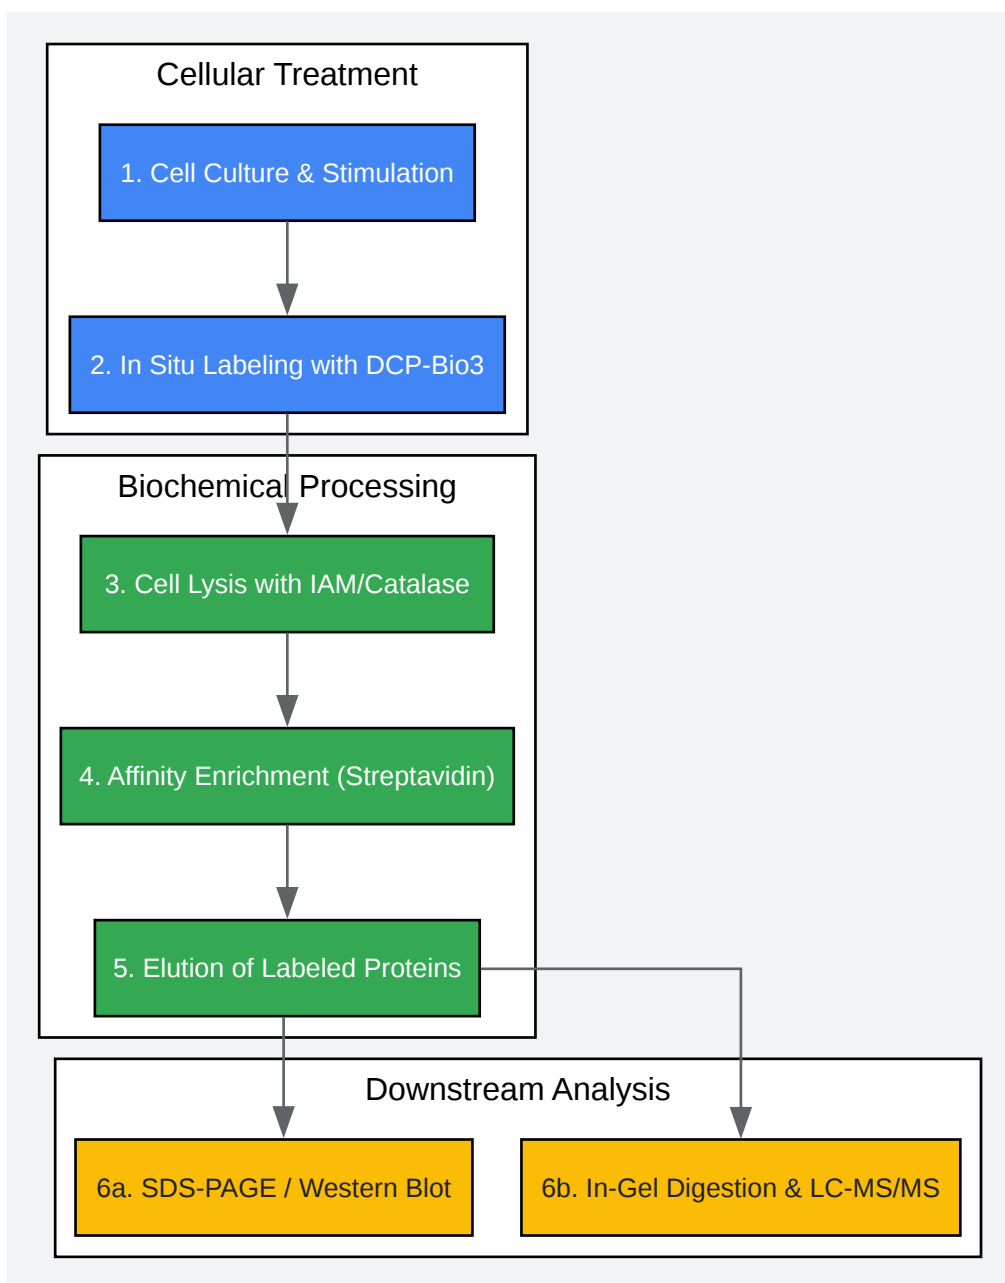 Cellular Treatment
1. Cell Culture & Stimulation
2. In Situ Labeling with DCP-Bio3
Biochemical Processing
3. Cell Lysis with IAM/Catalase
4. Affinity Enrichment (Streptavidin)
5. Elution of Labeled Proteins
Downstream Analysis
6a. SDS-PAGE / Western Blot
6b. In-Gel Digestion & LC-MS/MS